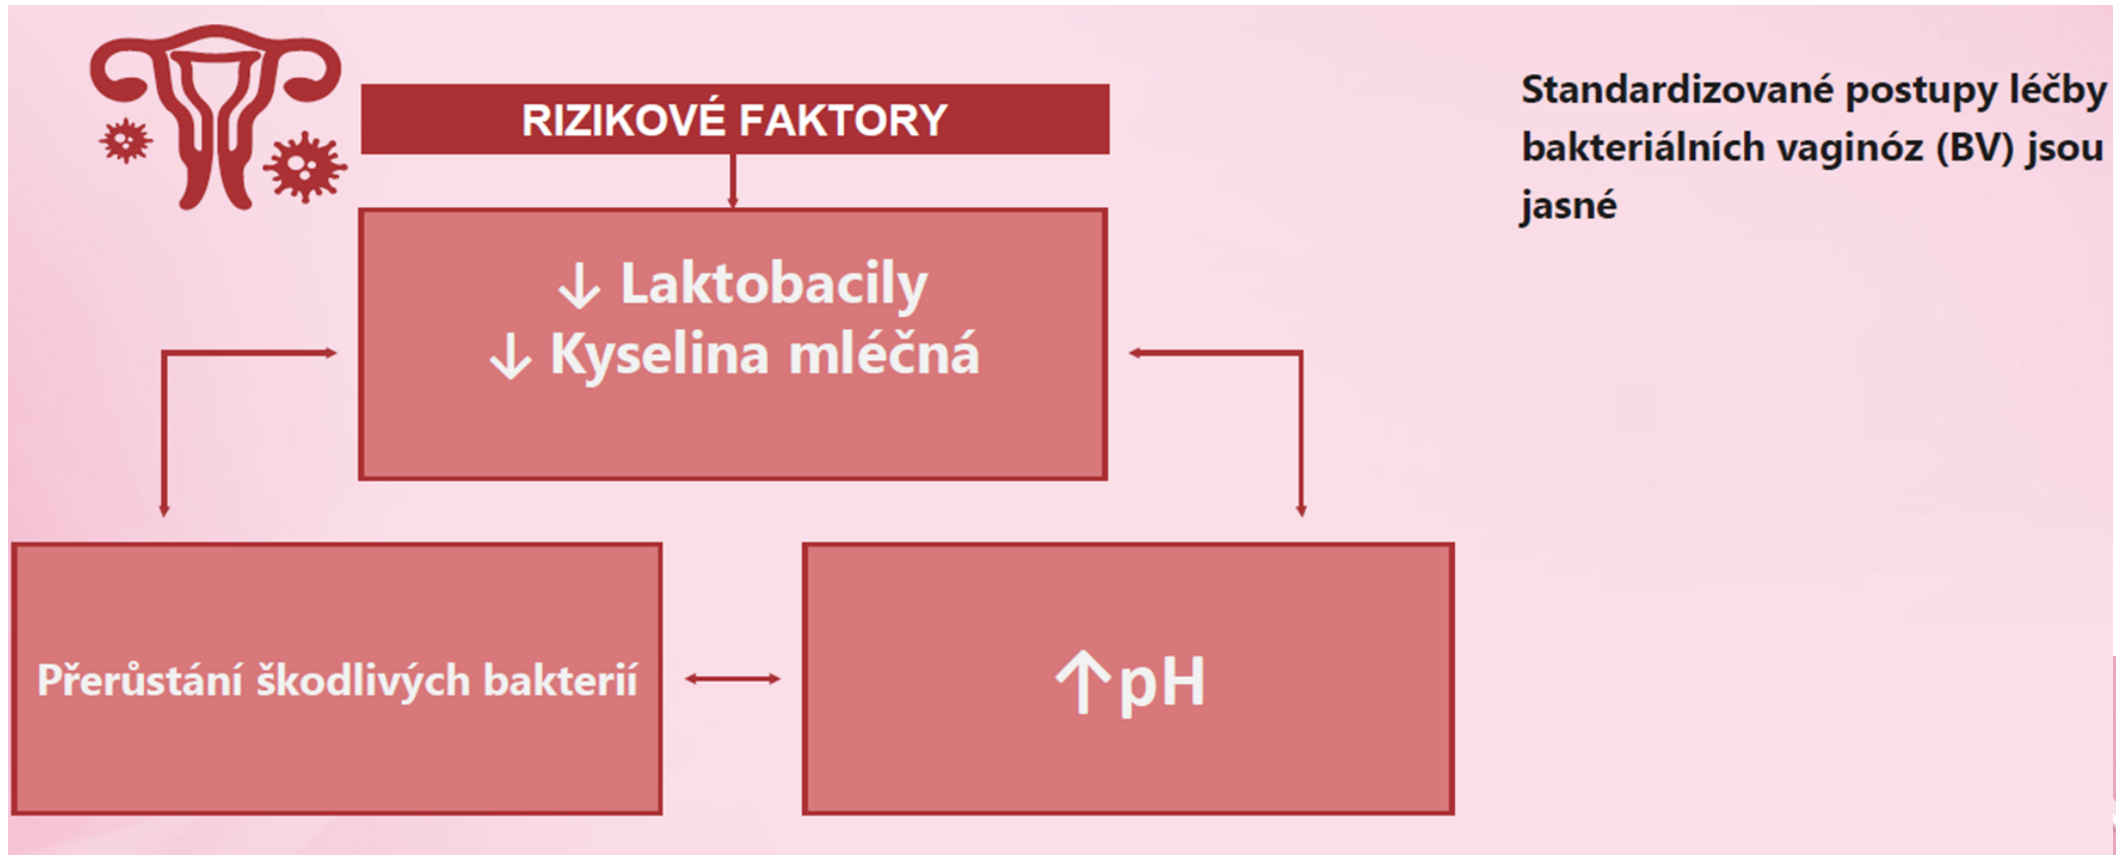 RIZIKOVÉ FAKTORY
↓ Laktobacily
↓ Kyselina mléčná
Přerůstání škodlivých bakterií
↑pH
Standardizované postupy léčby
bakteriálních vaginóz (BV) jsou
jasné